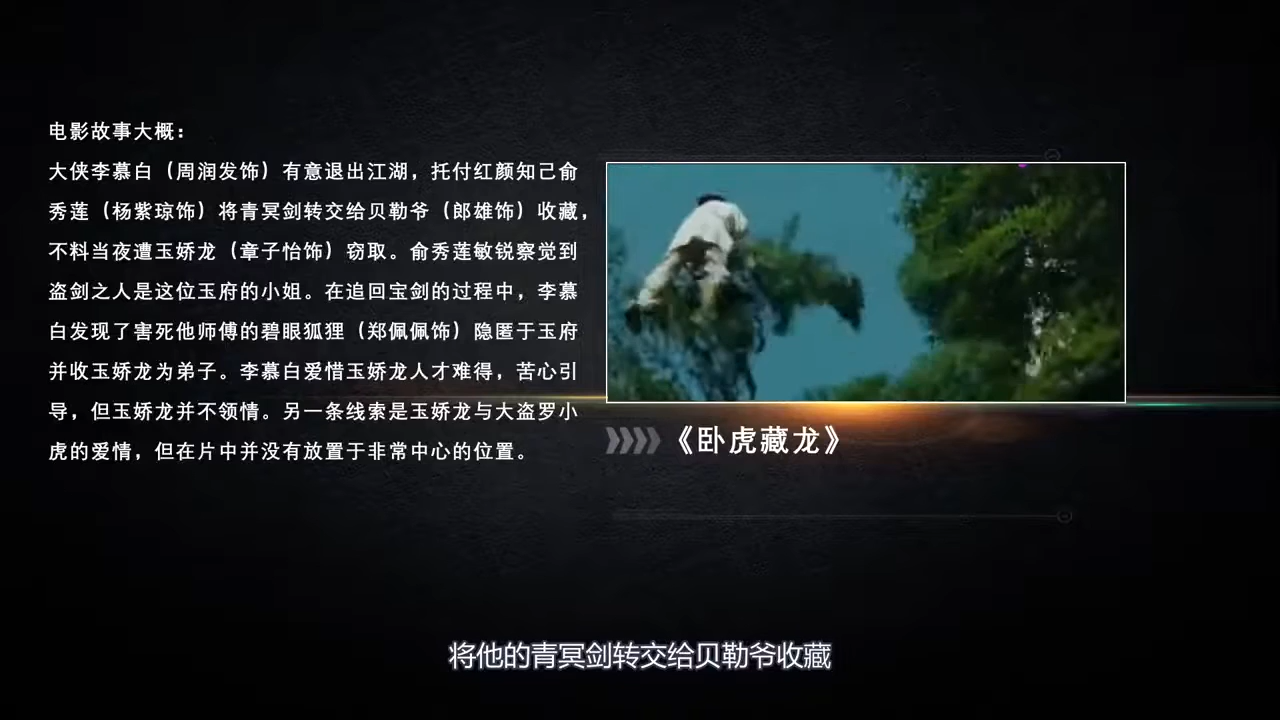 电影故事大概：
大侠李慕白（周润发饰）有意退出江湖，托付红颜知己俞
秀莲（杨紫琼饰）将青冥剑转交给贝勒爷（郎雄饰）收藏，
不料当夜遭玉娇龙（章子怡饰）窃取。俞秀莲敏锐察觉到
盗剑之人是这位玉府的小姐。在追回宝剑的过程中，李慕
白发现了害死他师傅的碧眼狐狸（郑佩佩饰）隐匿于玉府
并收玉娇龙为弟子。李慕白爱惜玉娇龙人才难得，苦心引
导，但玉娇龙并不领情。另一条线索是玉娇龙与大盗罗小
虎的爱情，但在片中并没有放置于非常中心的位置。
《卧虎藏龙》
将他的青冥剑转交给贝勒爷收藏